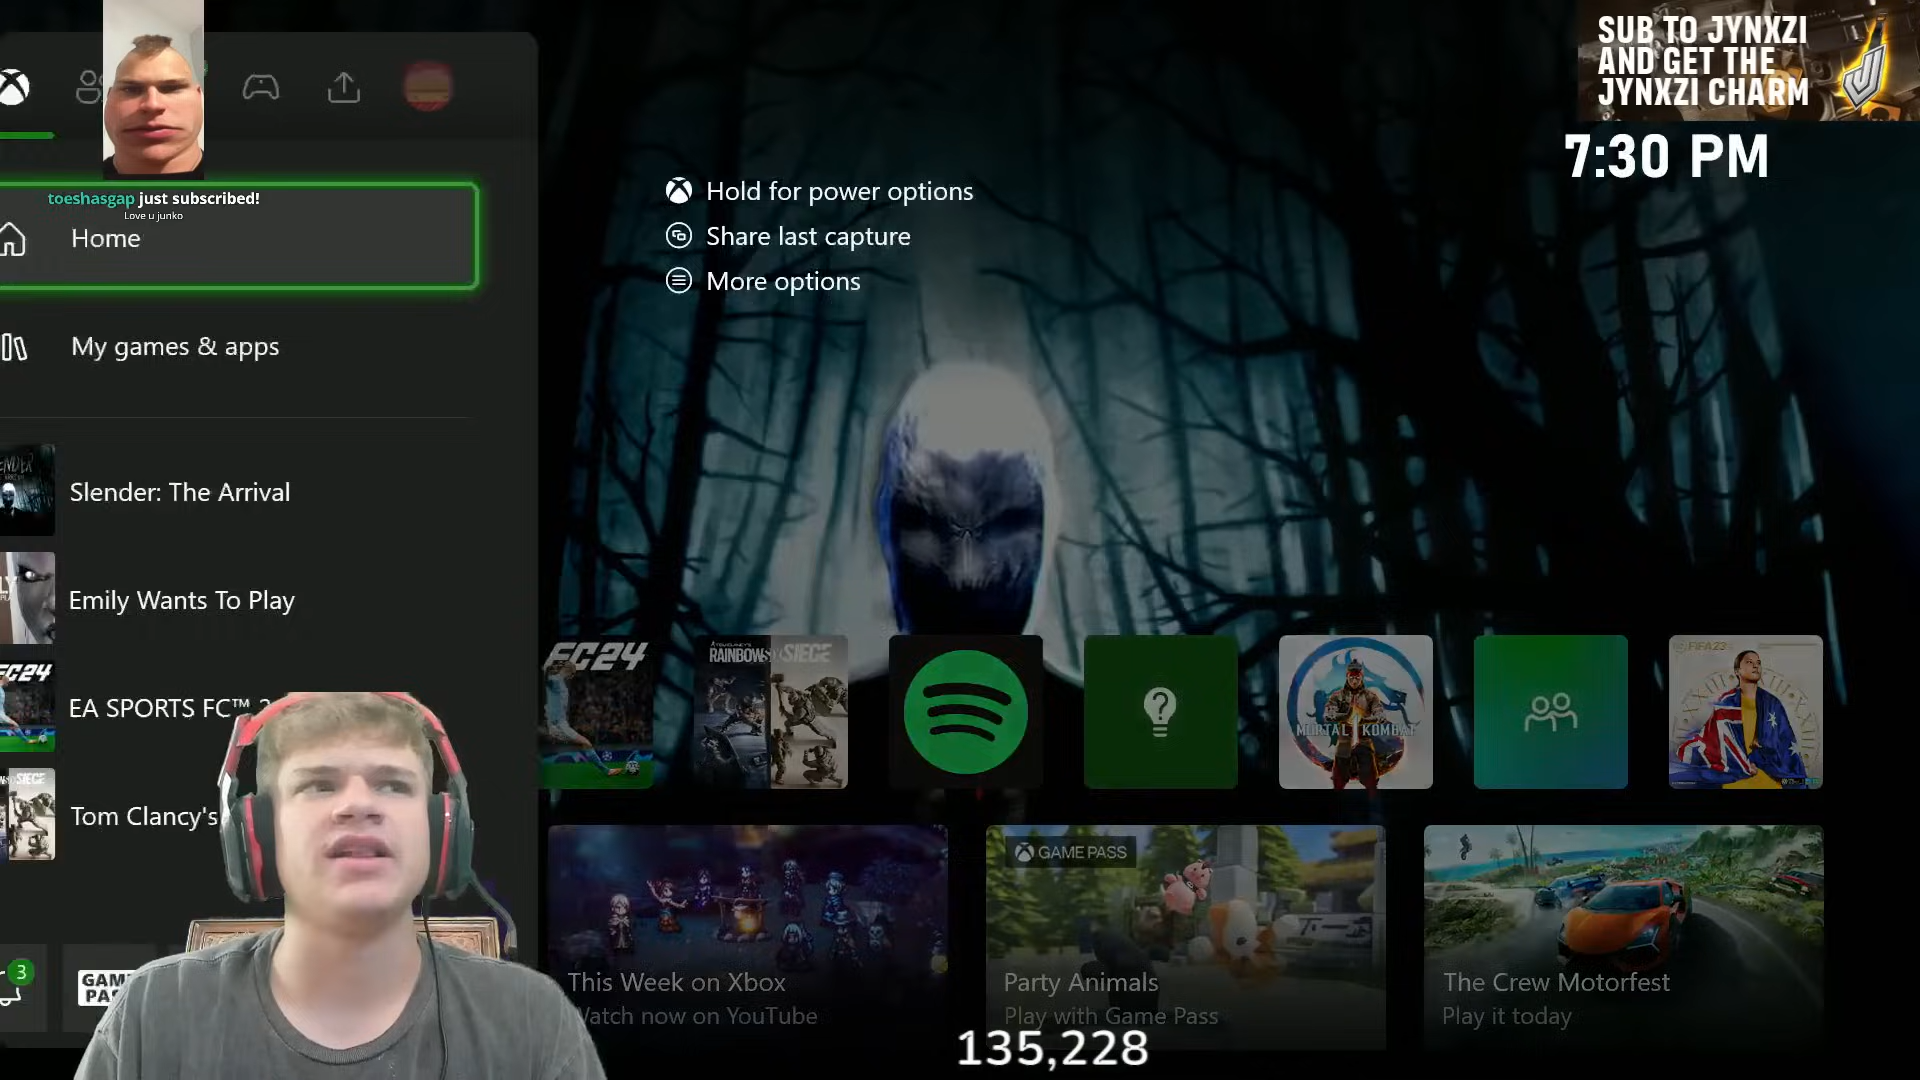 SUB TO JYNXZI
AND GET THE
JYNXZI CHARM
7:30 PM
toeshasgap just subscribed!
Love u junko
Home
My games & apps
Hold for power options
Share last capture
More options
Slender: The Arrival
Emily Wants To Play
EA SPORTS FC™
Tom Clancy's
FC24
RAINBOW SIEGE
MORTAL KOMBAT
FIFA 23
GAME PASS
This Week on Xbox
Watch now on YouTube
Party Animals
Play with Game Pass
The Crew Motorfest
Play it today
3
135,228